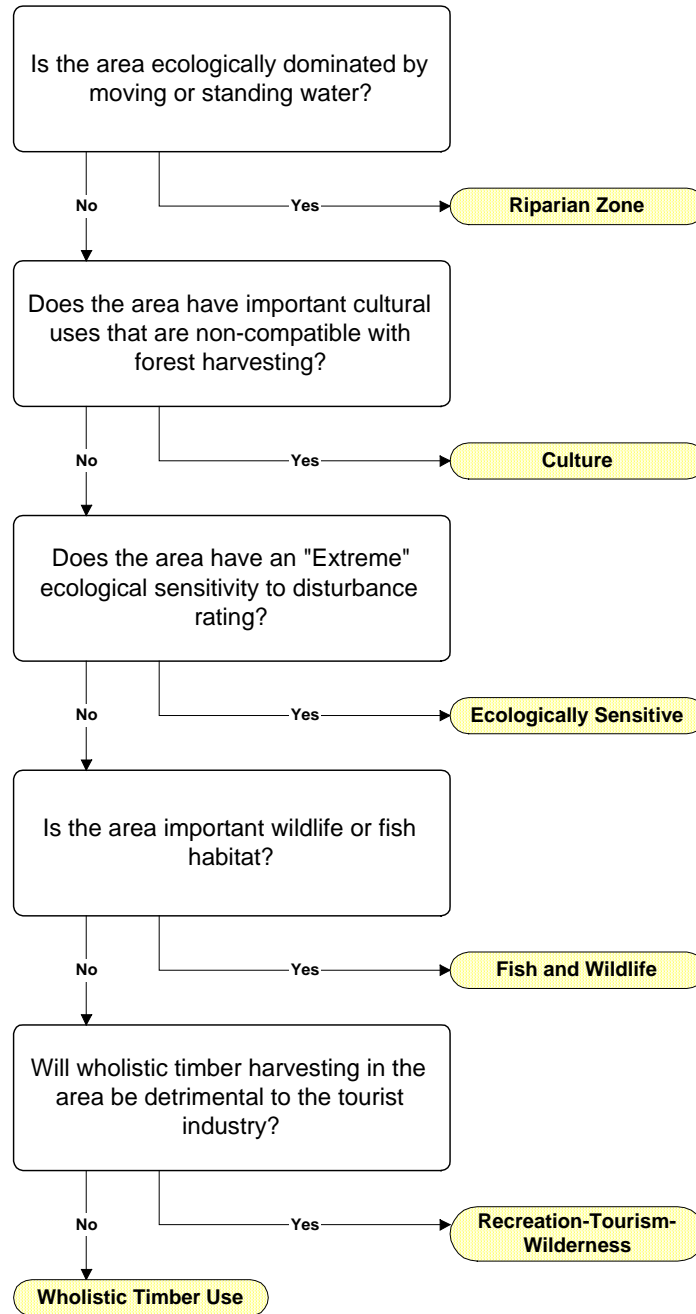 Is the area ecologically dominated by
moving or standing water?
No
Yes
Riparian Zone
Does the area have important cultural
uses that are non-compatible with
forest harvesting?
No
Yes
Culture
Does the area have an "Extreme"
ecological sensitivity to disturbance
rating?
No
Yes
Ecologically Sensitive
Is the area important wildlife or fish
habitat?
No
Yes
Fish and Wildlife
Will wholistic timber harvesting in the
area be detrimental to the tourist
industry?
No
Yes
Recreation-Tourism-
Wilderness
Wholistic Timber Use